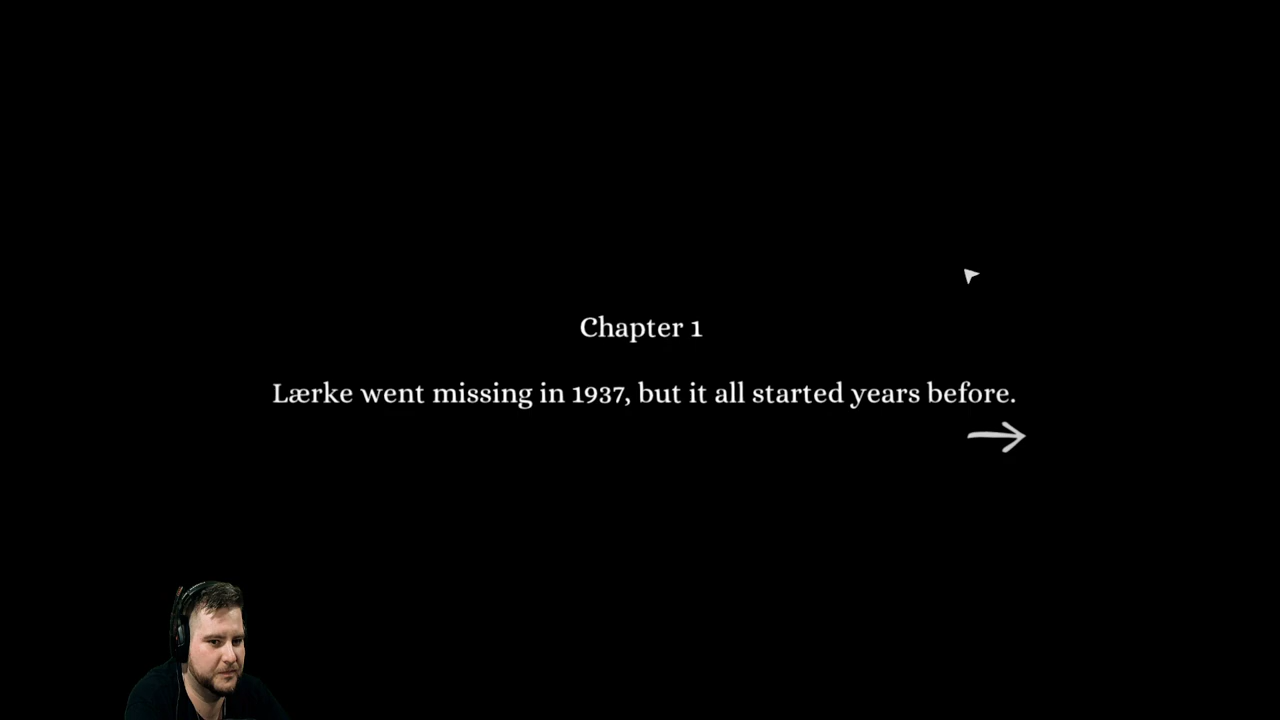 Chapter 1
Lærke went missing in 1937, but it all started years before.